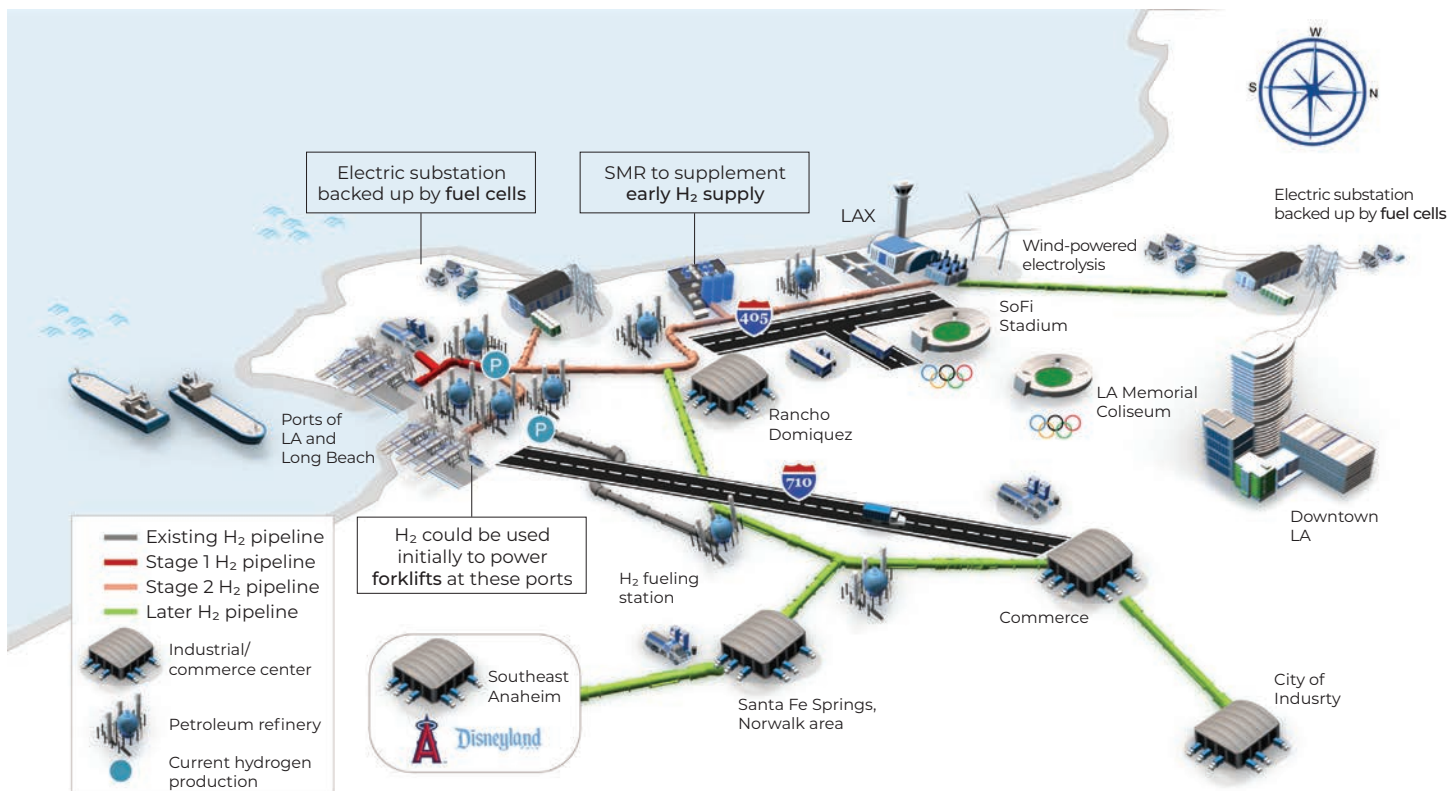 W
S
N
Electric substation
backed up by fuel cells
SMR to supplement
early H₂ supply
LAX
Wind-powered
electrolysis
Electric substation
backed up by fuel cells
405
SoFi
Stadium
P
LA Memorial
Coliseum
Rancho
Domiquez
Ports of
LA and
Long Beach
P
710
Downtown
LA
H₂ could be used
initially to power
forklifts at these ports
H₂ fueling
station
Commerce
Existing H₂ pipeline
Stage 1 H₂ pipeline
Stage 2 H₂ pipeline
Later H₂ pipeline
Industrial/
commerce center
Petroleum refinery
Current hydrogen
production
Southeast
Anaheim
A
Disneyland
Santa Fe Springs,
Norwalk area
City of
Indusrty